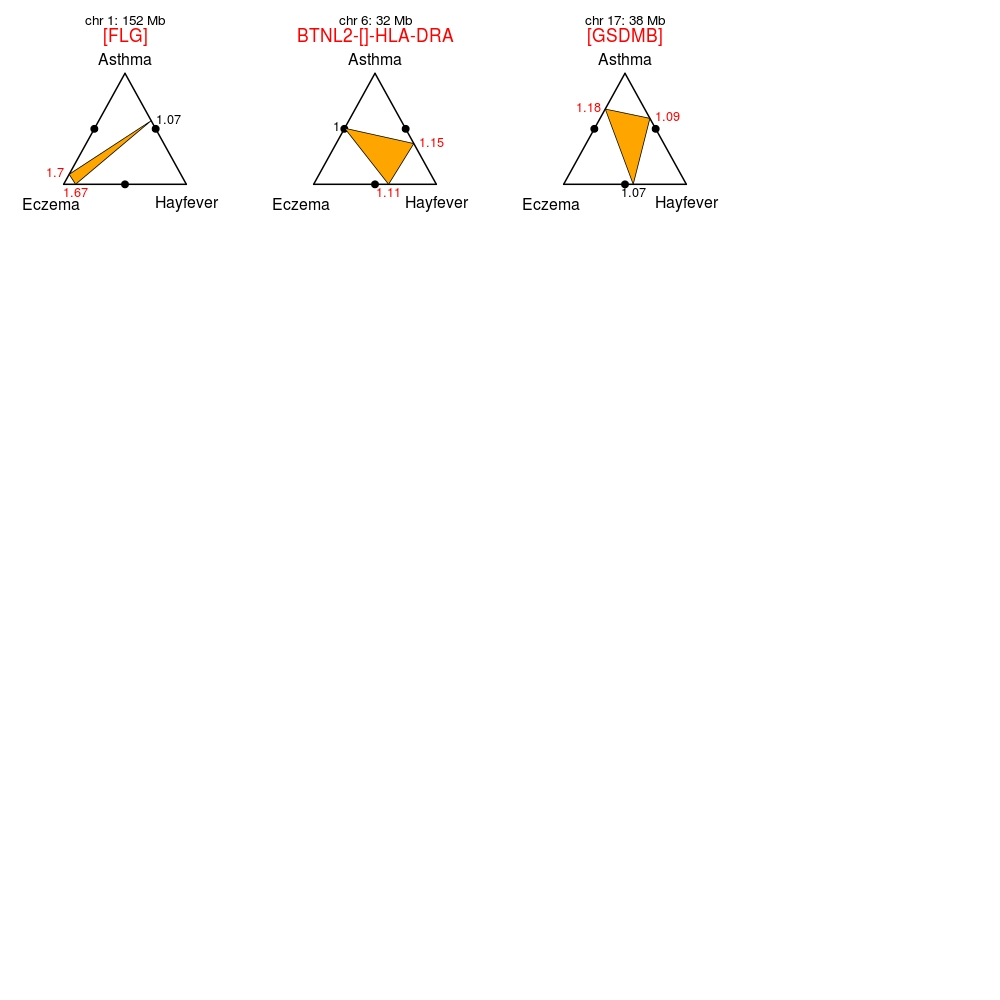 chr 1: 152 Mb
[FLG]
Asthma
1.07
1.7
1.67
Eczema
Hayfever
chr 6: 32 Mb
BTNL2-[]-HLA-DRA
Asthma
1
1.15
1.11
Eczema
Hayfever
chr 17: 38 Mb
[GSDMB]
Asthma
1.18
1.09
1.07
Eczema
Hayfever